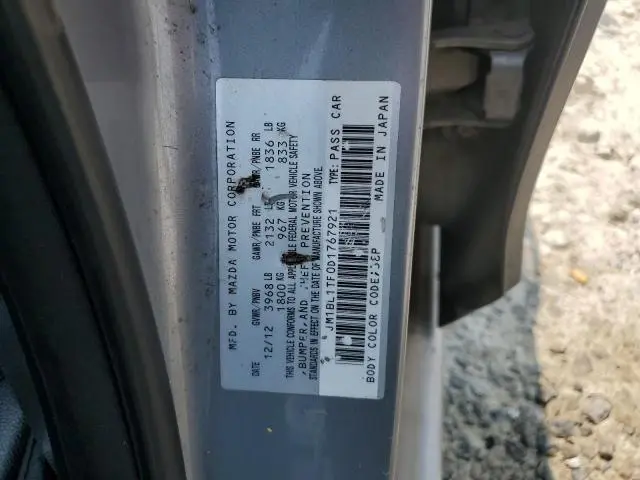 MFD. BY MAZDA MOTOR CORPORATION
DATE GVWR/PNBV GAWR/PNBE FRT GAWR/PNBE RR
12/12 3968 LB 2132 LB 1836 LB
1800 KG 967 KG 833 KG
THIS VEHICLE CONFORMS TO ALL APPLICABLE FEDERAL MOTOR VEHICLE SAFETY
, BUMPER, AND THEFT PREVENTION
STANDARDS IN EFFECT ON THE DATE OF MANUFACTURE SHOWN ABOVE.
JM1BL1TF0D1767921 TYPE: PASS CAR
BODY COLOR CODE: 38P MADE IN JAPAN